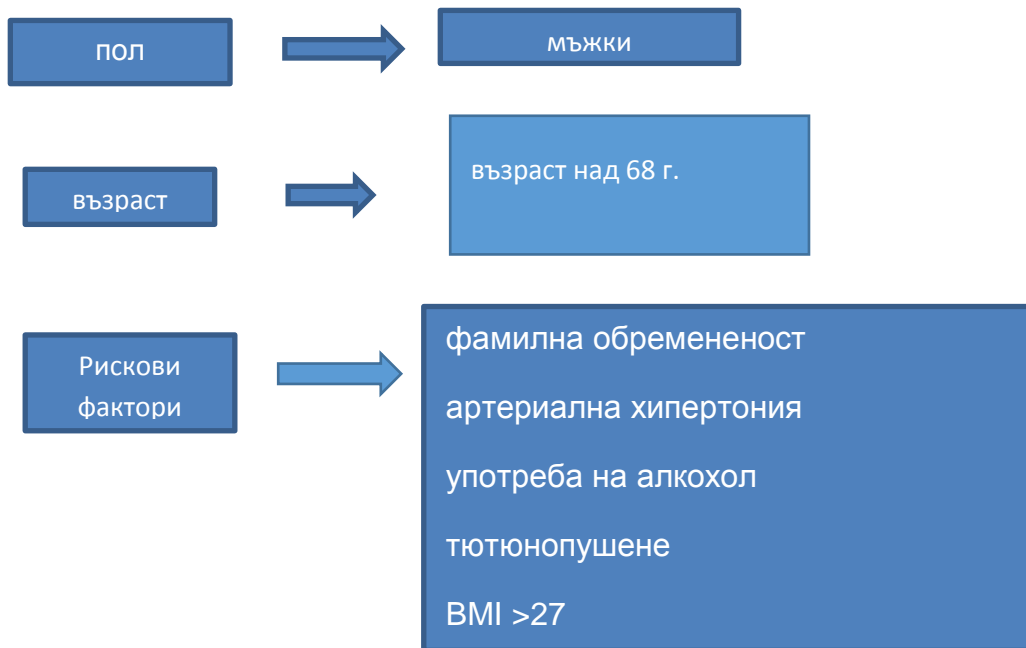 пол
мъжки
възраст
възраст над 68 г.
Рискови
фактори
фамилна обремененост
артериална хипертония
употреба на алкохол
тютюнопушене
BMI >27